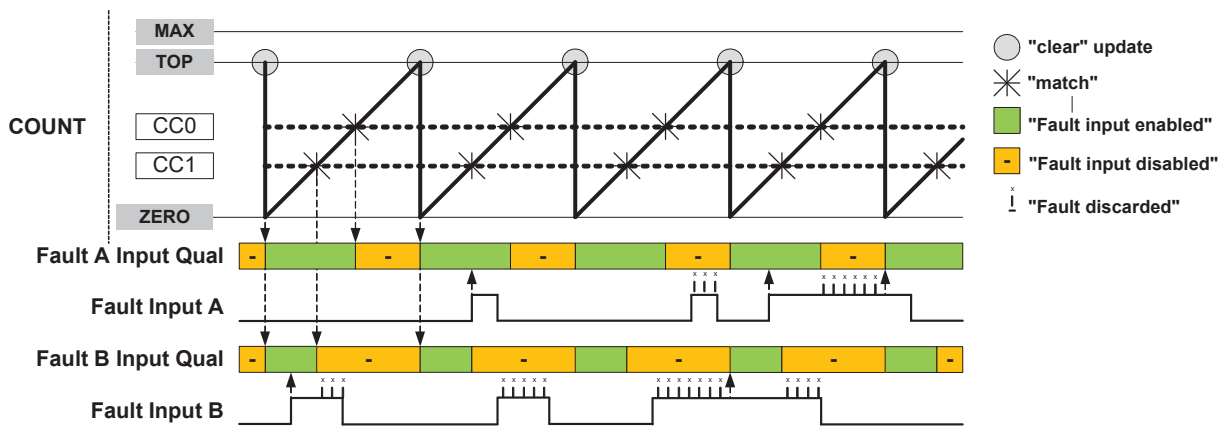 MAX
TOP
COUNT
CC0
CC1
ZERO
"clear" update
"match"
"Fault input enabled"
- "Fault input disabled"
x "Fault discarded"
Fault A Input Qual - - - - -
x x x x x x x x x x
Fault Input A
Fault B Input Qual - - - - - -
x x x x x x x x x x x x x x x x x x x
Fault Input B